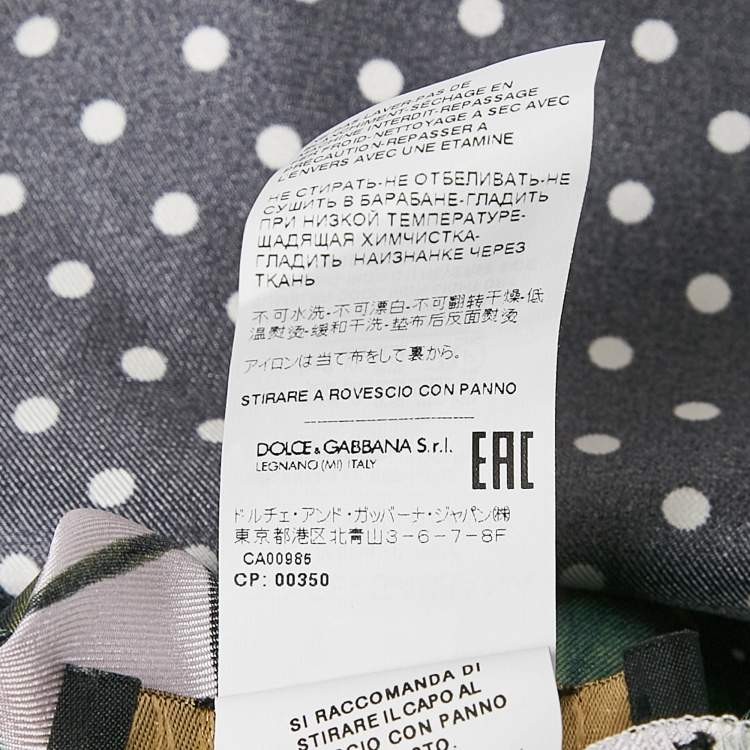 LAVER PAS DE
SÉCHAGE EN
INTERDIT-REPASSAGE
FROID-NETTOYAGE A SEC AVEC
PRÉCAUTION-REPASSER A
L'ENVERS AVEC UNE ETAMINE
НЕ СТИРАТЬ-НЕ ОТБЕЛИВАТЬ-НЕ
СУШИТЬ В БАРАБАНЕ-ГЛАДИТЬ
ПРИ НИЗКОЙ ТЕМПЕРАТУРЕ-
ЩАДЯЩАЯ ХИМЧИСТКА-
ГЛАДИТЬ НАИЗНАНКЕ ЧЕРЕЗ
ТКАНЬ
不可水洗-不可漂白-不可翻转干燥-低
温熨烫-缓和干洗-垫布后反面熨烫
アイロンは当て布をして裏から。
STIRARE A ROVESCIO CON PANNO
DOLCE & GABBANA S.r.l.
LEGNANO (MI) ITALY
EAC
ドルチェ・アンド・ガッバーナ・ジャパン(株)
東京都港区北青山3-6-7-8F
CA00985
CP: 00350
SI RACCOMANDA DI
STIRARE IL CAPO AL
ROVESCIO CON PANNO